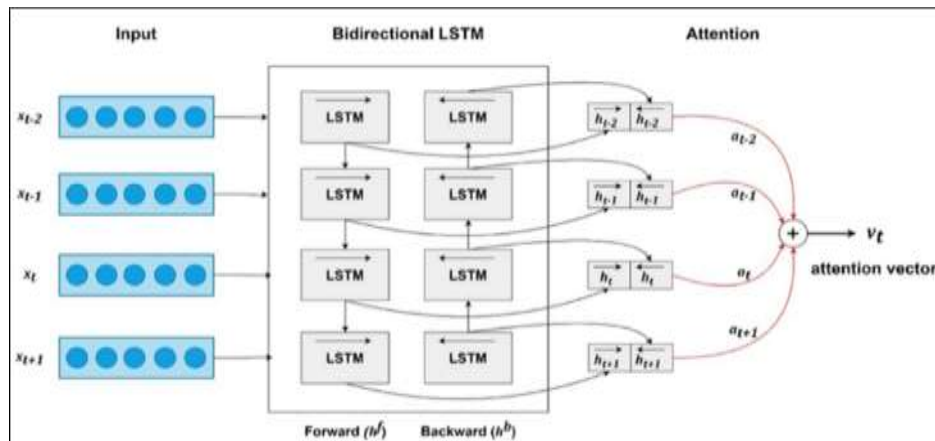 Input Bidirectional LSTM Attention
x_{t-2} LSTM LSTM h_{t-2} h_{t-2} a_{t-2}
x_{t-1} LSTM LSTM h_{t-1} h_{t-1} a_{t-1}
+ v_t
x_t LSTM LSTM h_t h_t a_t
attention vector
x_{t+1} LSTM LSTM h_{t+1} h_{t+1} a_{t+1}
Forward (h^f) Backward (h^b)